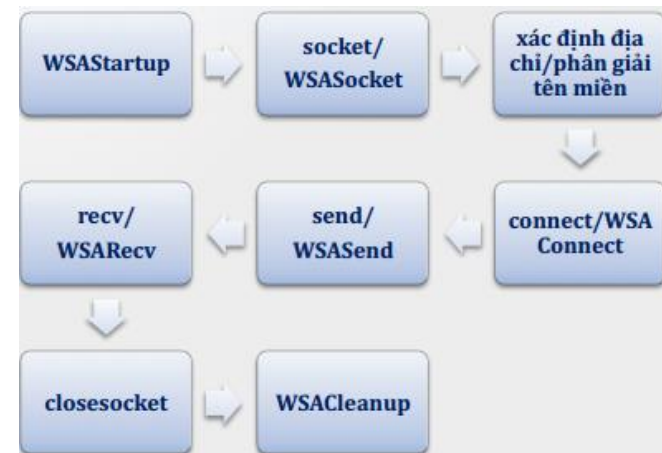 WSAStartup
socket/
WSASocket
xác định địa
chỉ/phân giải
tên miền
connect/WSA
Connect
send/
WSASend
recv/
WSARecv
closesocket
WSACleanup